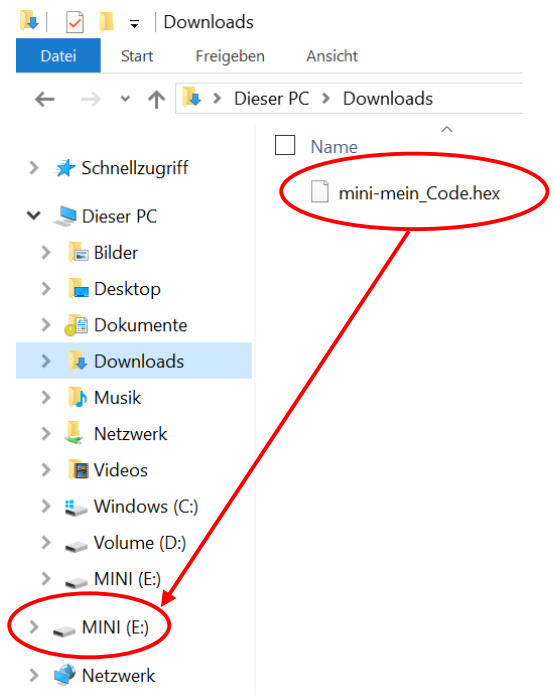 Downloads
Datei Start Freigeben Ansicht
Dieser PC Downloads
Name
mini-mein_Code.hex
Schnellzugriff
Dieser PC
Bilder
Desktop
Dokumente
Downloads
Musik
Netzwerk
Videos
Windows (C:)
Volume (D:)
MINI (E:)
MINI (E:)
Netzwerk